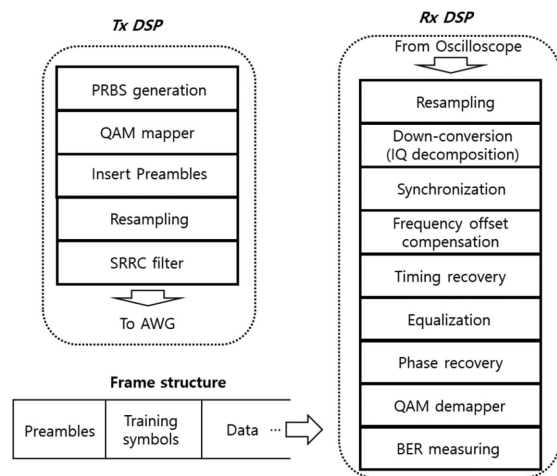 Tx DSP
PRBS generation
QAM mapper
Insert Preambles
Resampling
SRRC filter
To AWG
Frame structure
Preambles
Training
symbols
Data ...
Rx DSP
From Oscilloscope
Resampling
Down-conversion
(IQ decomposition)
Synchronization
Frequency offset
compensation
Timing recovery
Equalization
Phase recovery
QAM demapper
BER measuring